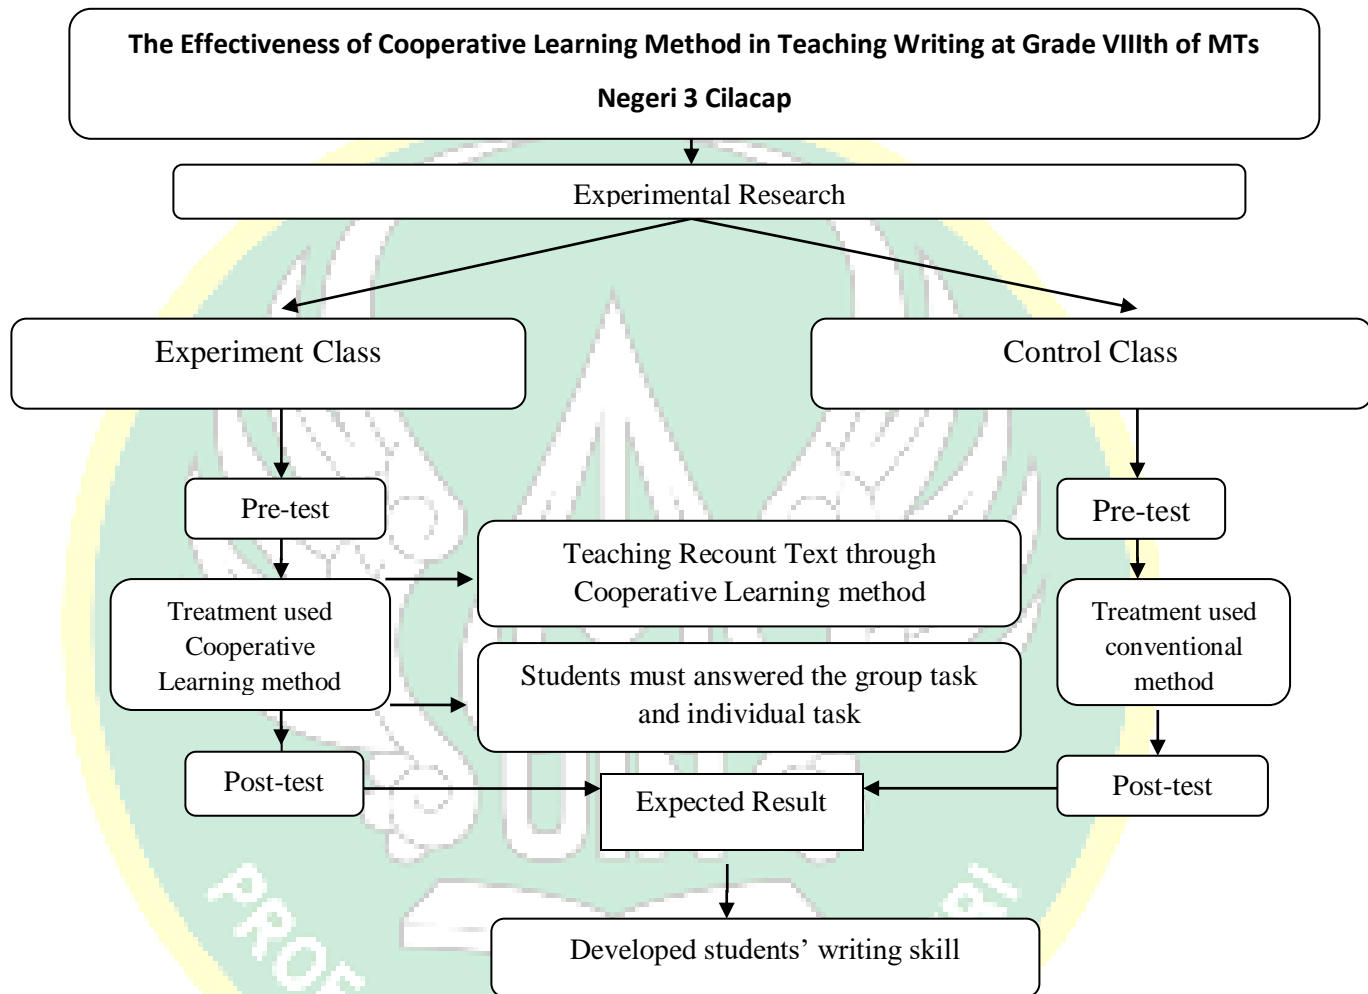 The Effectiveness of Cooperative Learning Method in Teaching Writing at Grade VIIIth of MTs
Negeri 3 Cilacap
Experimental Research
Experiment Class
Control Class
Pre-test
Pre-test
Teaching Recount Text through
Cooperative Learning method
Treatment used
Cooperative
Learning method
Treatment used
conventional
method
Students must answered the group task
and individual task
Post-test
Post-test
Expected Result
Developed students’ writing skill